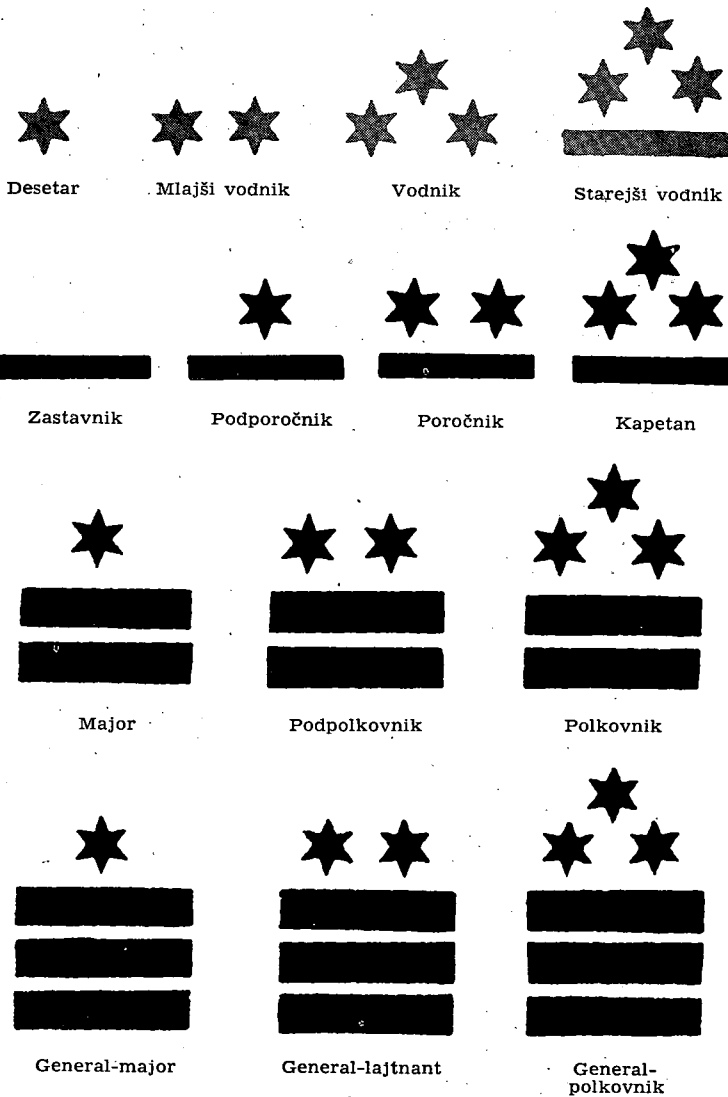 Desetar
Mlajši vodnik
Vodnik
Starejši vodnik
Zastavnik
Podporočnik
Poročnik
Kapetan
Major
Podpolkovnik
Polkovnik
General-major
General-lajtnant
General-
polkovnik